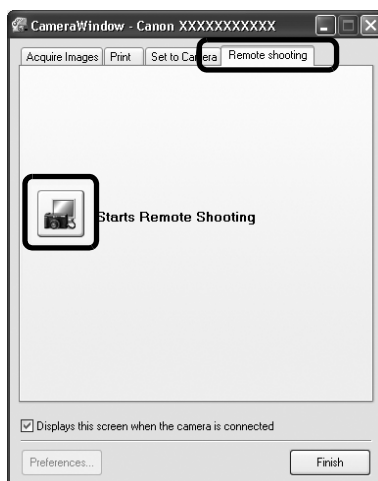 CameraWindow - Canon XXXXXXXXXXX
Acquire Images Print Set to Camera Remote shooting
Starts Remote Shooting
Displays this screen when the camera is connected
Preferences... Finish